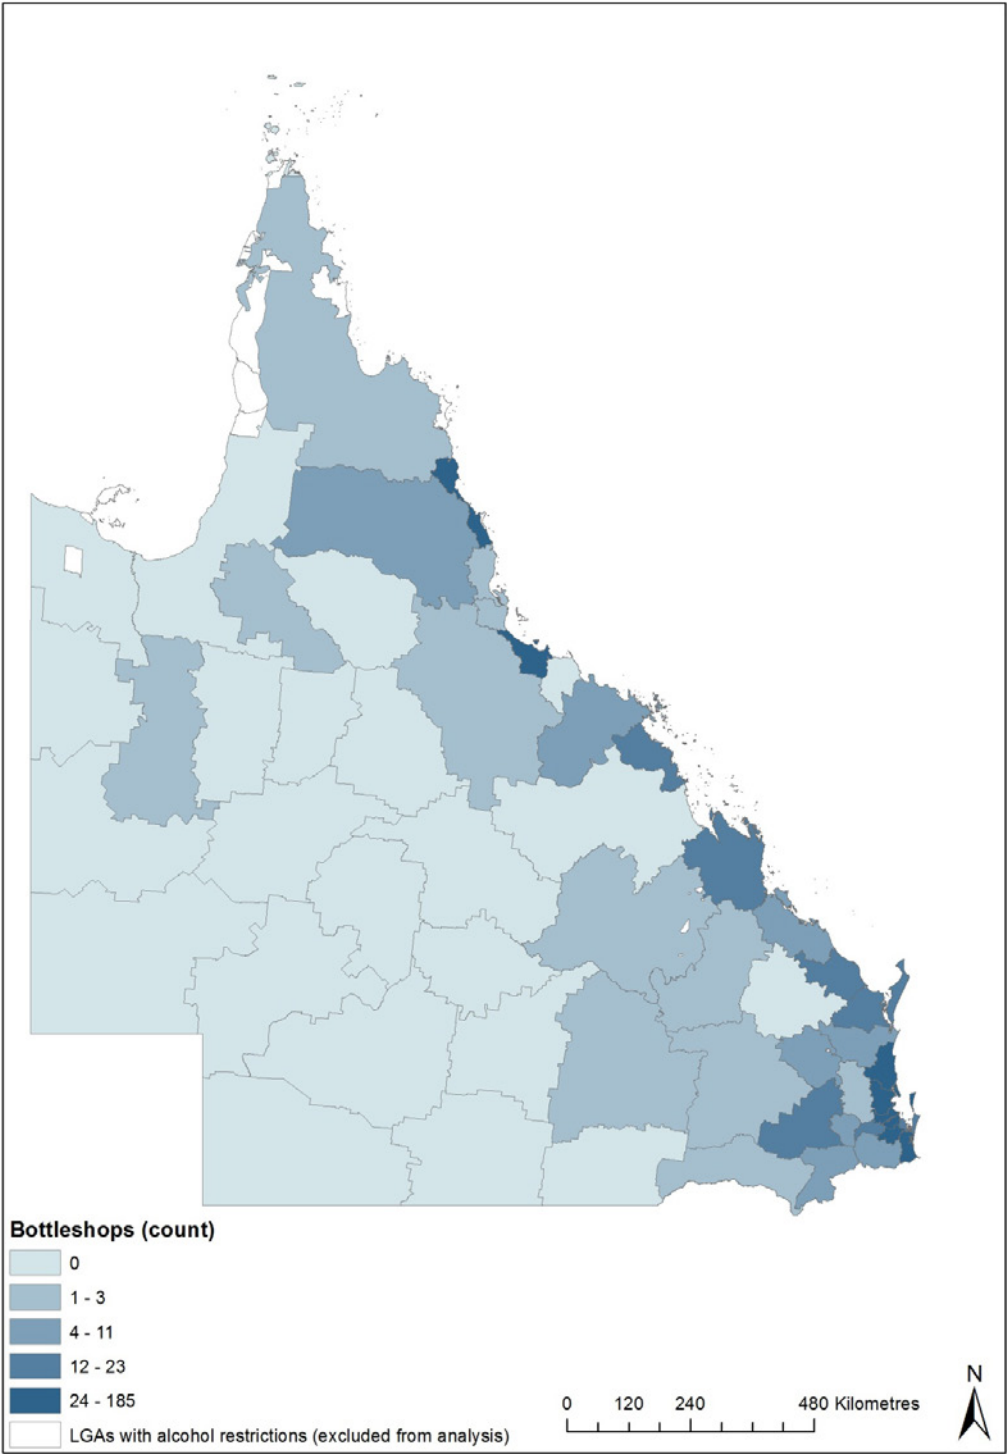 Bottleshops (count)
0
1 - 3
4 - 11
12 - 23
24 - 185
LGAs with alcohol restrictions (excluded from analysis)
0 120 240 480 Kilometres
N